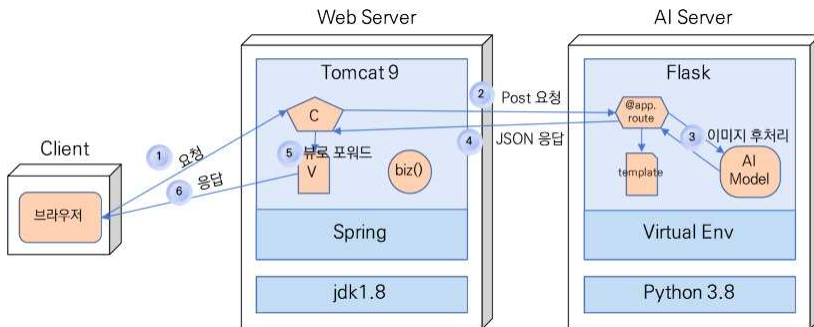 Web Server
AI Server
Tomcat 9
Flask
C
2
Post 요청
@app.
route
4
JSON 응답
3
이미지 후처리
Client
1
요청
5
뷰로 포워드
6
응답
V
biz()
template
AI
Model
브라우저
Spring
Virtual Env
jdk1.8
Python 3.8